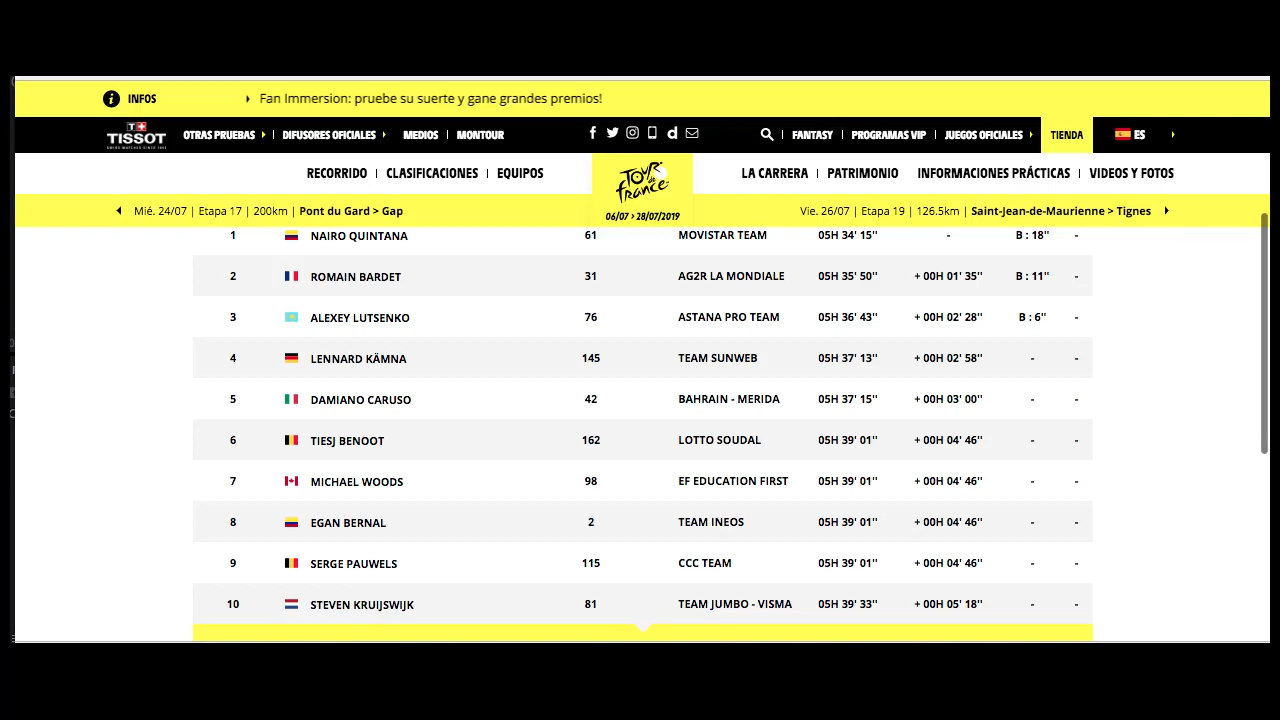 INFOS Fan Immersion: pruebe su suerte y gane grandes premios!
TISSOT OTRAS PRUEBAS | DIFUSORES OFICIALES | MEDIOS | MONTOUR FANTASY | PROGRAMAS VIP | JUEGOS OFICIALES TIENDA ES
RECORRIDO | CLASIFICACIONES | EQUIPOS TOUR de france LA CARRERA | PATRIMONIO INFORMACIONES PRÁCTICAS | VIDEOS Y FOTOS
Mié. 24/07 | Etapa 17 | 200km | Pont du Gard > Gap 06/07 > 28/07/2019 Vie. 26/07 | Etapa 19 | 126.5km | Saint-Jean-de-Maurienne > Tignes
1 NAIRO QUINTANA 61 MOVISTAR TEAM 05H 34' 15'' - B : 18'' -
2 ROMAIN BARDET 31 AG2R LA MONDIALE 05H 35' 50'' + 00H 01' 35'' B : 11'' -
3 ALEXEY LUTSENKO 76 ASTANA PRO TEAM 05H 36' 43'' + 00H 02' 28'' B : 6'' -
4 LENNARD KÄMNA 145 TEAM SUNWEB 05H 37' 13'' + 00H 02' 58'' - -
5 DAMIANO CARUSO 42 BAHRAIN - MERIDA 05H 37' 15'' + 00H 03' 00'' - -
6 TIESJ BENOOT 162 LOTTO SOUDAL 05H 39' 01'' + 00H 04' 46'' - -
7 MICHAEL WOODS 98 EF EDUCATION FIRST 05H 39' 01'' + 00H 04' 46'' - -
8 EGAN BERNAL 2 TEAM INEOS 05H 39' 01'' + 00H 04' 46'' - -
9 SERGE PAUWELS 115 CCC TEAM 05H 39' 01'' + 00H 04' 46'' - -
10 STEVEN KRUIJSWIJK 81 TEAM JUMBO - VISMA 05H 39' 33'' + 00H 05' 18'' - -